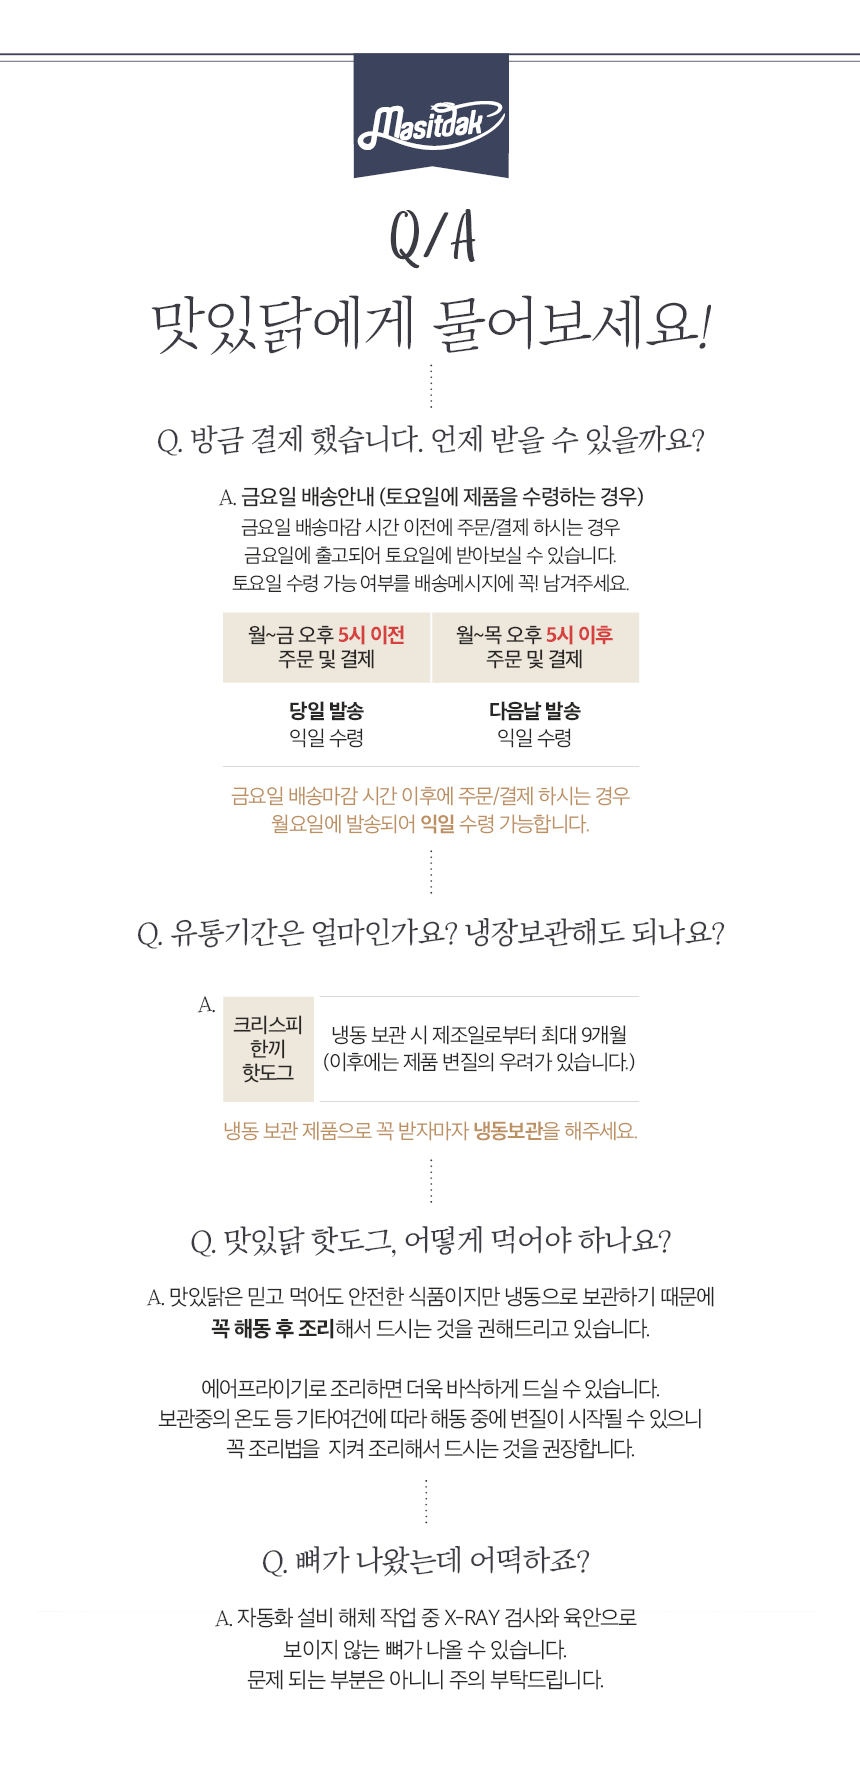 Masitdak
Q/A
맛있닭에게 물어보세요!
Q. 방금 결제 했습니다. 언제 받을 수 있을까요?
A. 금요일 배송안내 (토요일에 제품을 수령하는 경우)
금요일 배송마감 시간 이전에 주문/결제 하시는 경우
금요일에 출고되어 토요일에 받아보실 수 있습니다.
토요일 수령 가능 여부를 배송메시지에 꼭! 남겨주세요.
월~금 오후 5시 이전
주문 및 결제
월~목 오후 5시 이후
주문 및 결제
당일 발송
익일 수령
다음날 발송
익일 수령
금요일 배송마감 시간 이후에 주문/결제 하시는 경우
월요일에 발송되어 익일 수령 가능합니다.
Q. 유통기간은 얼마인가요? 냉장보관해도 되나요?
A.
크리스피
한끼
핫도그
냉동 보관 시 제조일로부터 최대 9개월
(이후에는 제품 변질의 우려가 있습니다.)
냉동 보관 제품으로 꼭 받자마자 냉동보관을 해주세요.
Q. 맛있닭 핫도그, 어떻게 먹어야 하나요?
A. 맛있닭은 믿고 먹어도 안전한 식품이지만 냉동으로 보관하기 때문에
꼭 해동 후 조리해서 드시는 것을 권해드리고 있습니다.
에어프라이기로 조리하면 더욱 바삭하게 드실 수 있습니다.
보관중의 온도 등 기타여건에 따라 해동 중에 변질이 시작될 수 있으니
꼭 조리법을 지켜 조리해서 드시는 것을 권장합니다.
Q. 뼈가 나왔는데 어떡하죠?
A. 자동화 설비 해체 작업 중 X-RAY 검사와 육안으로
보이지 않는 뼈가 나올 수 있습니다.
문제 되는 부분은 아니니 주의 부탁드립니다.